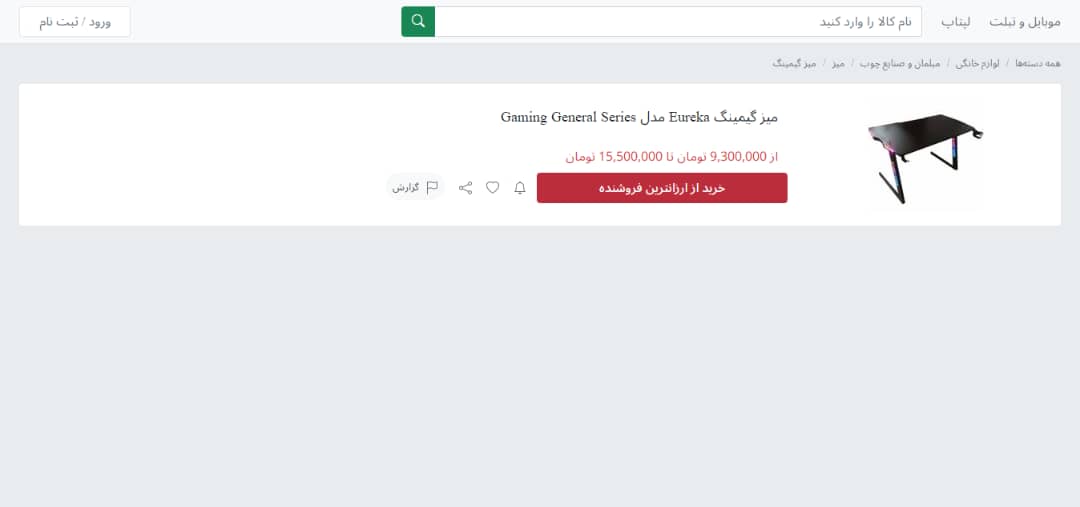 موبایل و تبلت
لپتاپ
نام کالا را وارد کنید
ورود / ثبت نام
همه دسته‌ها / لوازم خانگی / مبلمان و صنایع چوب / میز / میز گیمینگ
میز گیمینگ Eureka مدل Gaming General Series
از 9,300,000 تومان تا 15,500,000 تومان
خرید از ارزانترین فروشنده
گزارش